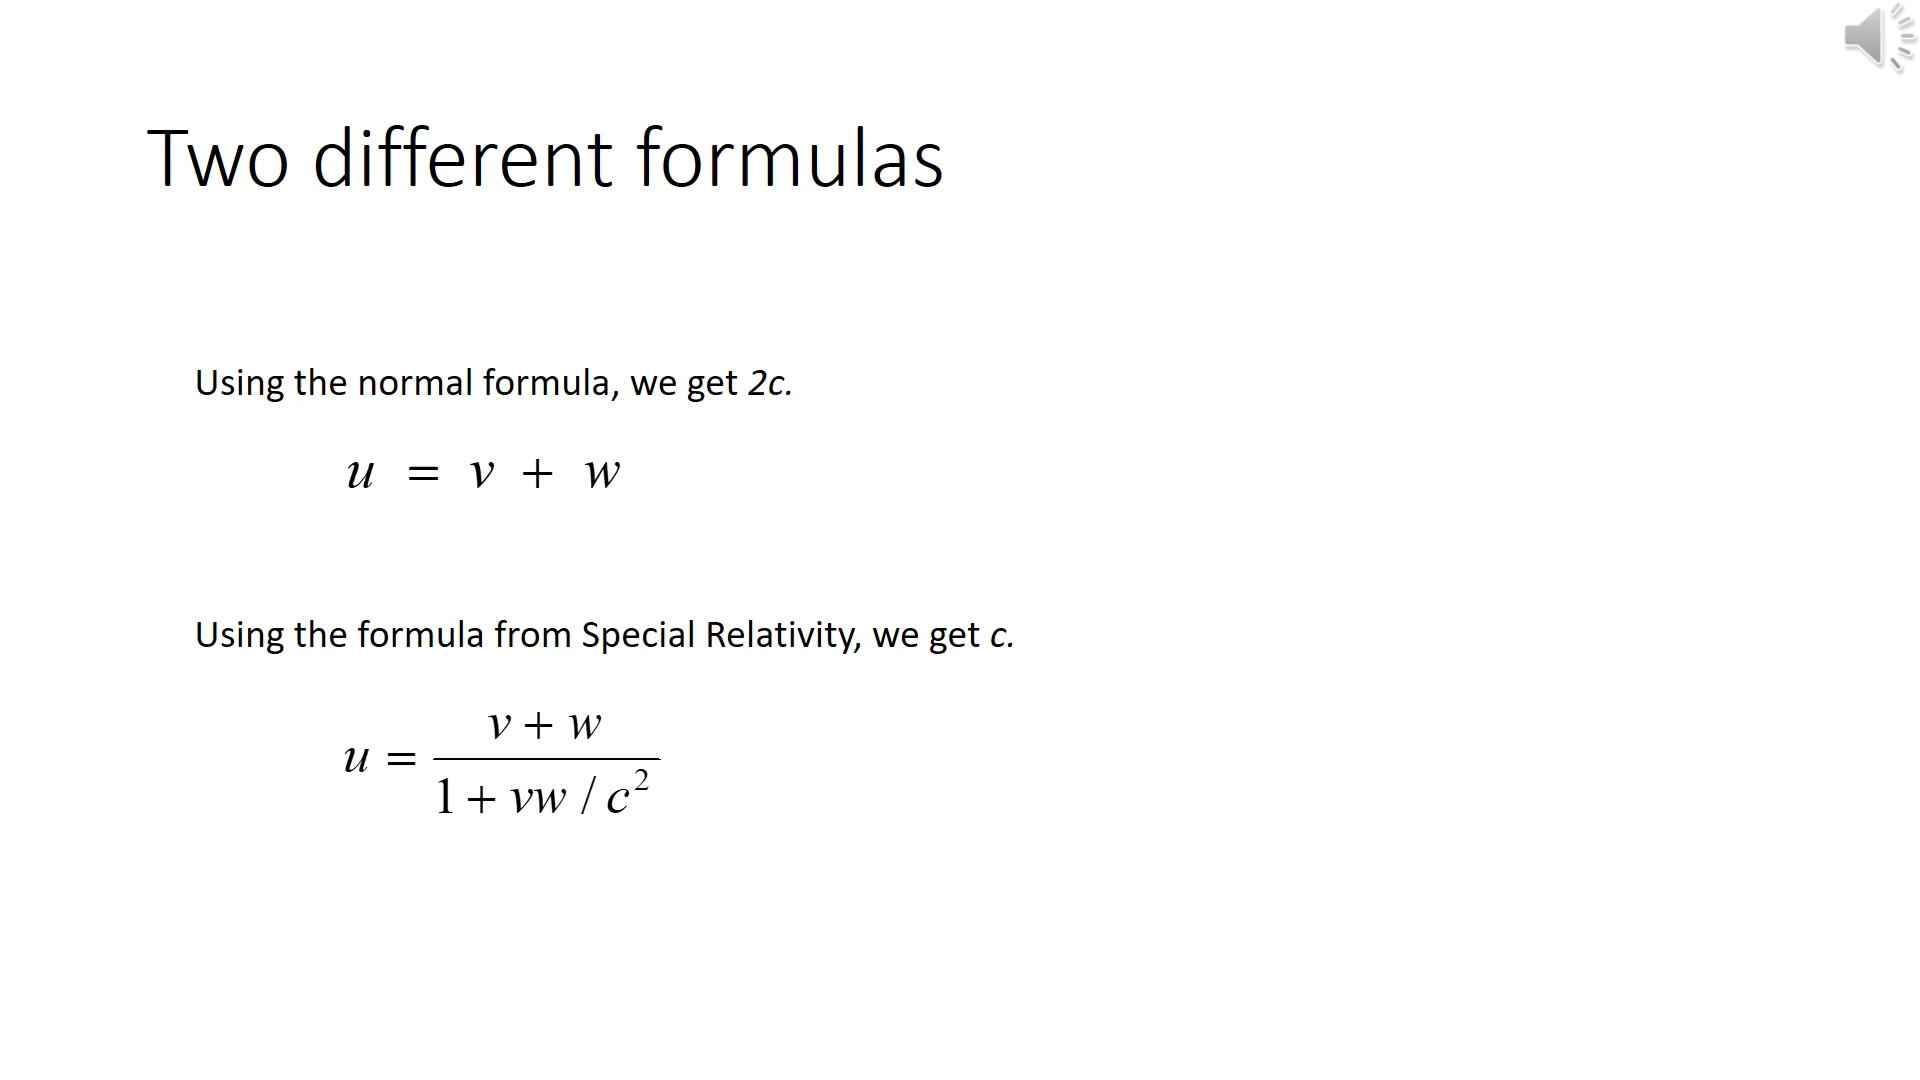 Two different formulas
Using the normal formula, we get 2c.
u = v + w
Using the formula from Special Relativity, we get c.
u = (v + w) / (1 + vw / c²)